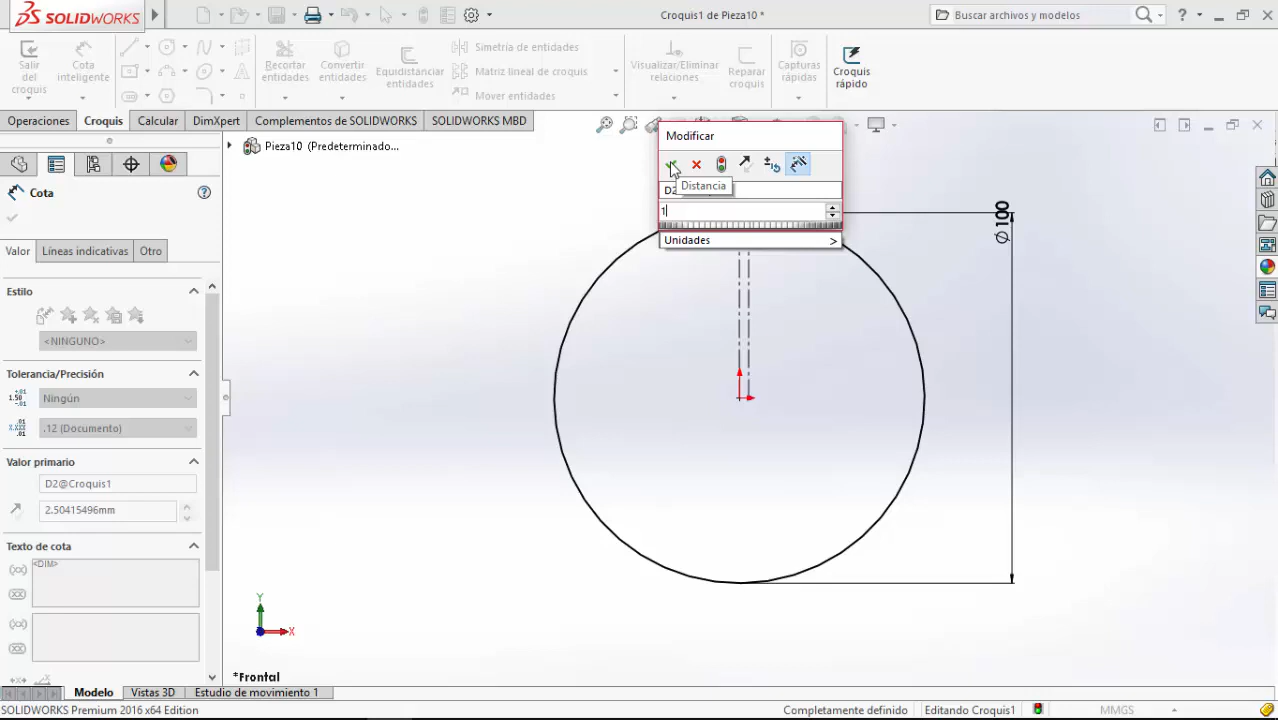 SOLIDWORKS
Croquis1 de Pieza10 *
Buscar archivos y modelos
Salir del croquis
Cota inteligente
Recortar entidades
Convertir entidades
Equidistanciar entidades
Simetría de entidades
Matriz lineal de croquis
Mover entidades
Visualizar/Eliminar relaciones
Reparar croquis
Capturas rápidas
Croquis rápido
Operaciones
Croquis
Calcular
DimXpert
Complementos de SOLIDWORKS
SOLIDWORKS MBD
Pieza10 (Predeterminado...
Modificar
Distancia
1
Unidades >
Ø 100
Cota
Valor
Líneas indicativas
Otro
Estilo
<NINGUNO>
Tolerancia/Precisión
Ningún
.12 (Documento)
Valor primario
D2@Croquis1
2.50415496mm
Texto de cota
<DIM>
Y
X
*Frontal
Modelo
Vistas 3D
Estudio de movimiento 1
SOLIDWORKS Premium 2016 x64 Edition
Completamente definido
Editando Croquis1
MMGS